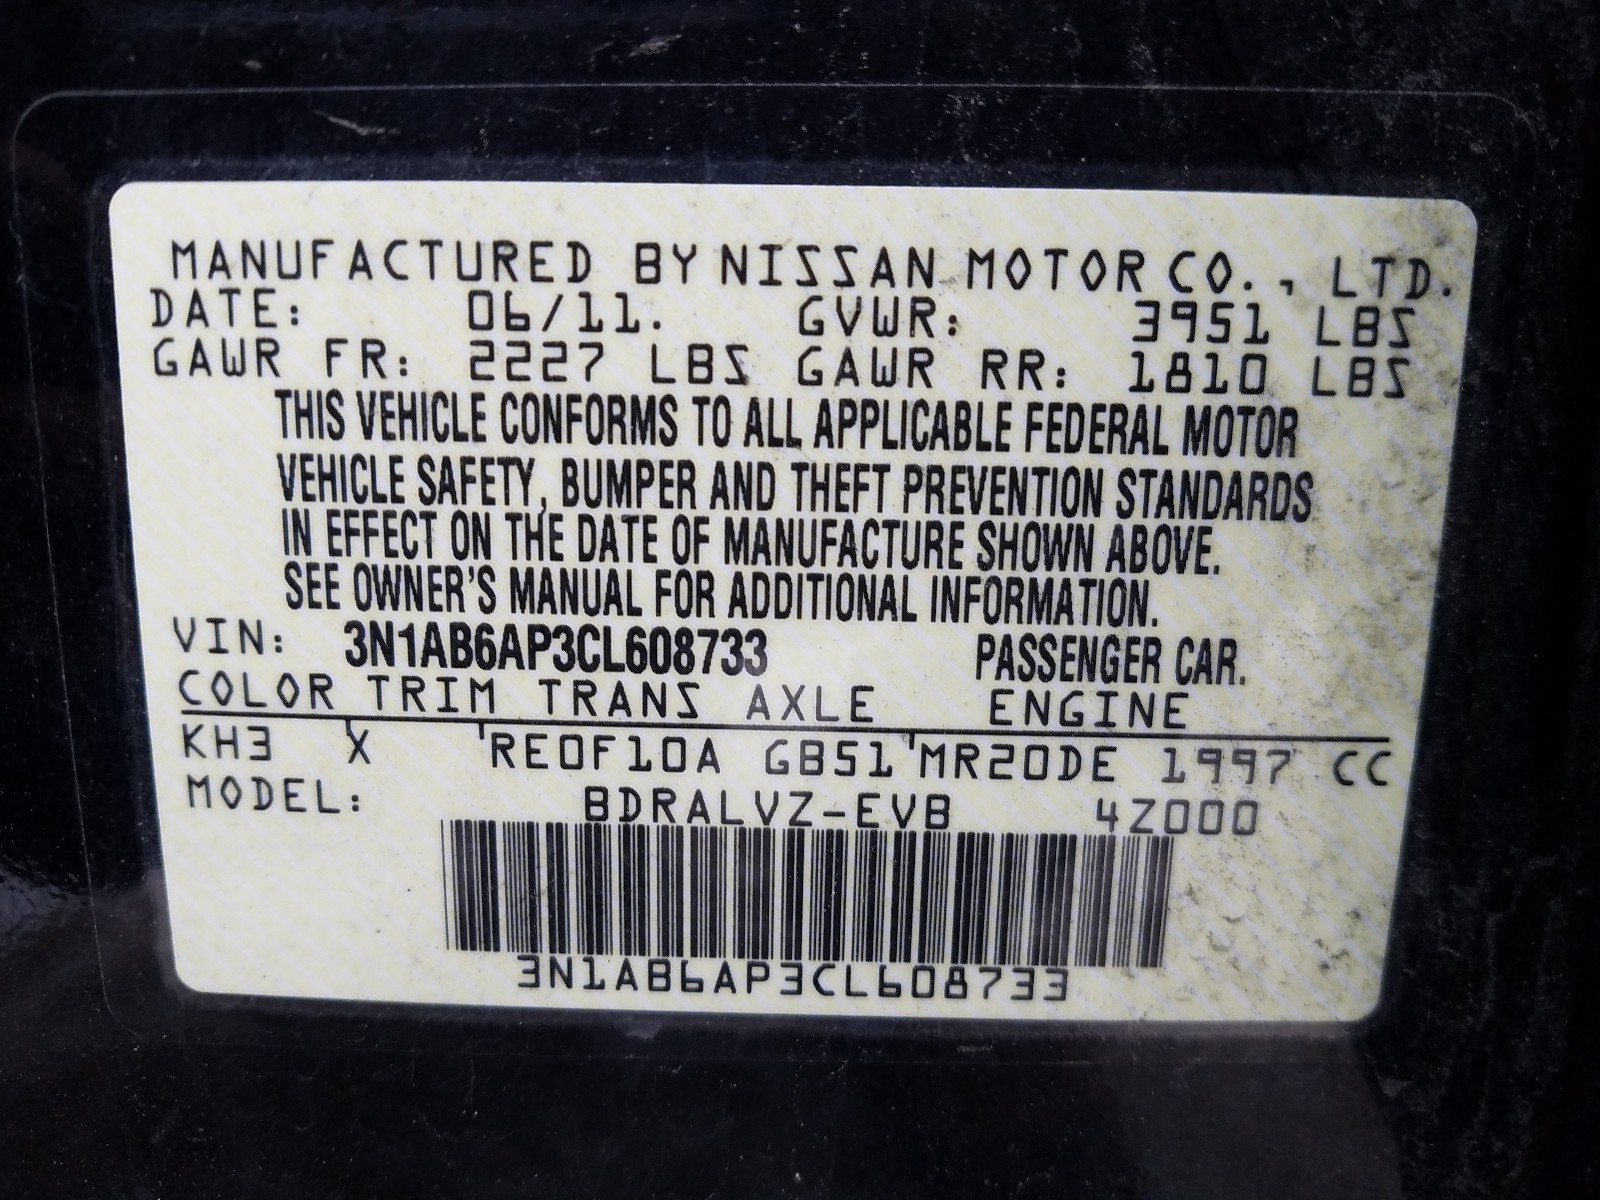 MANUFACTURED BY NISSAN MOTOR CO., LTD.
DATE: 06/11. GVWR: 3951 LBS
GAWR FR: 2227 LBS GAWR RR: 1810 LBS
THIS VEHICLE CONFORMS TO ALL APPLICABLE FEDERAL MOTOR
VEHICLE SAFETY, BUMPER AND THEFT PREVENTION STANDARDS
IN EFFECT ON THE DATE OF MANUFACTURE SHOWN ABOVE.
SEE OWNER'S MANUAL FOR ADDITIONAL INFORMATION.
VIN: 3N1AB6AP3CL608733 PASSENGER CAR.
COLOR TRIM TRANS AXLE ENGINE
KH3 X RE0F10A GB51 MR20DE 1997 CC
MODEL: BDRALVZ-EVB 4Z000
3N1AB6AP3CL608733